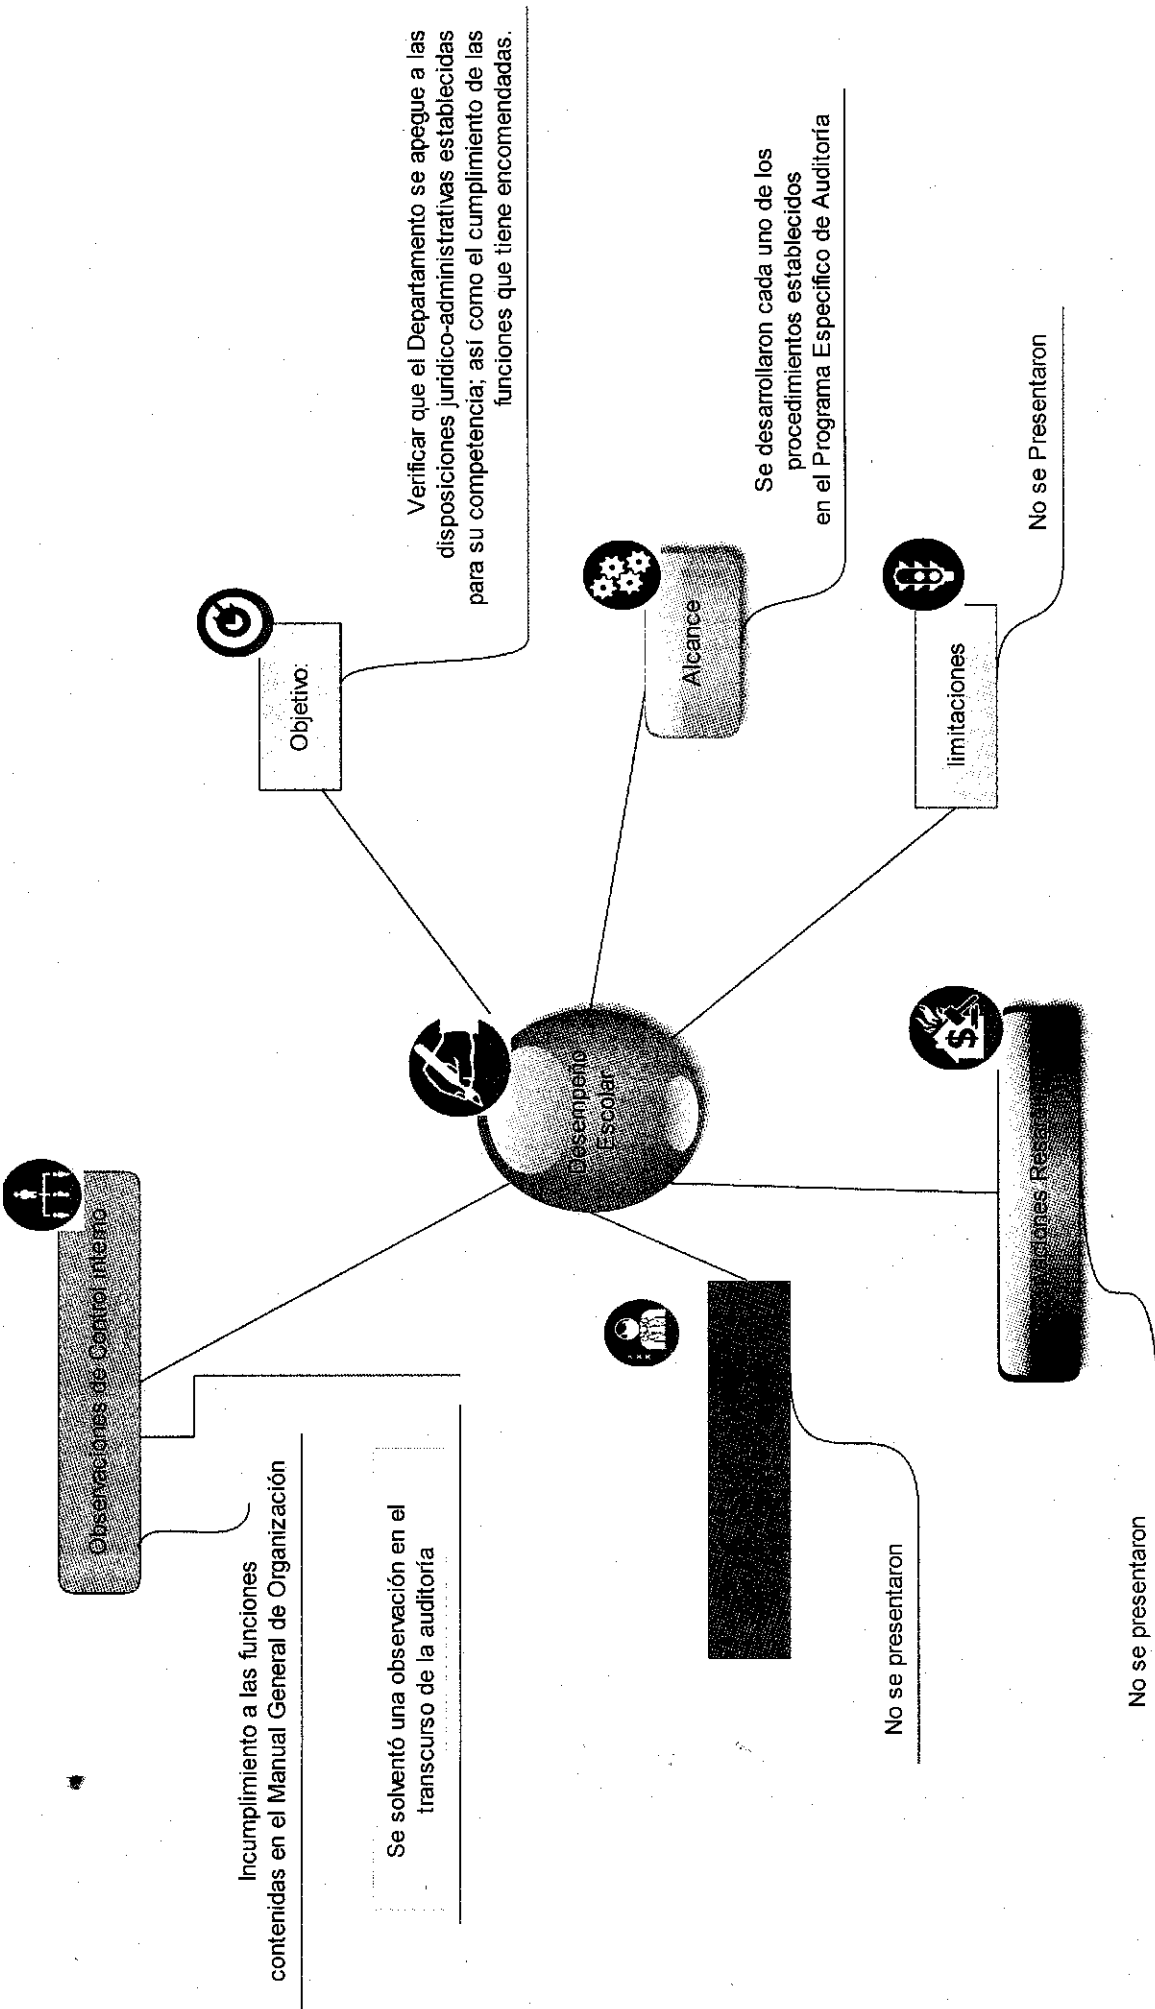 Observaciones de Control Interno
Incumplimiento a las funciones
contenidas en el Manual General de Organización
Se solventó una observación en el
transcurso de la auditoría
Desempeño
Escolar
Objetivo:
Verificar que el Departamento se apegue a las
disposiciones jurídico-administrativas establecidas
para su competencia; así como el cumplimiento de las
funciones que tiene encomendadas.
Alcance
Se desarrollaron cada uno de los
procedimientos establecidos
en el Programa Especifico de Auditoría
limitaciones
No se Presentaron
No se presentaron
$
No se presentaron